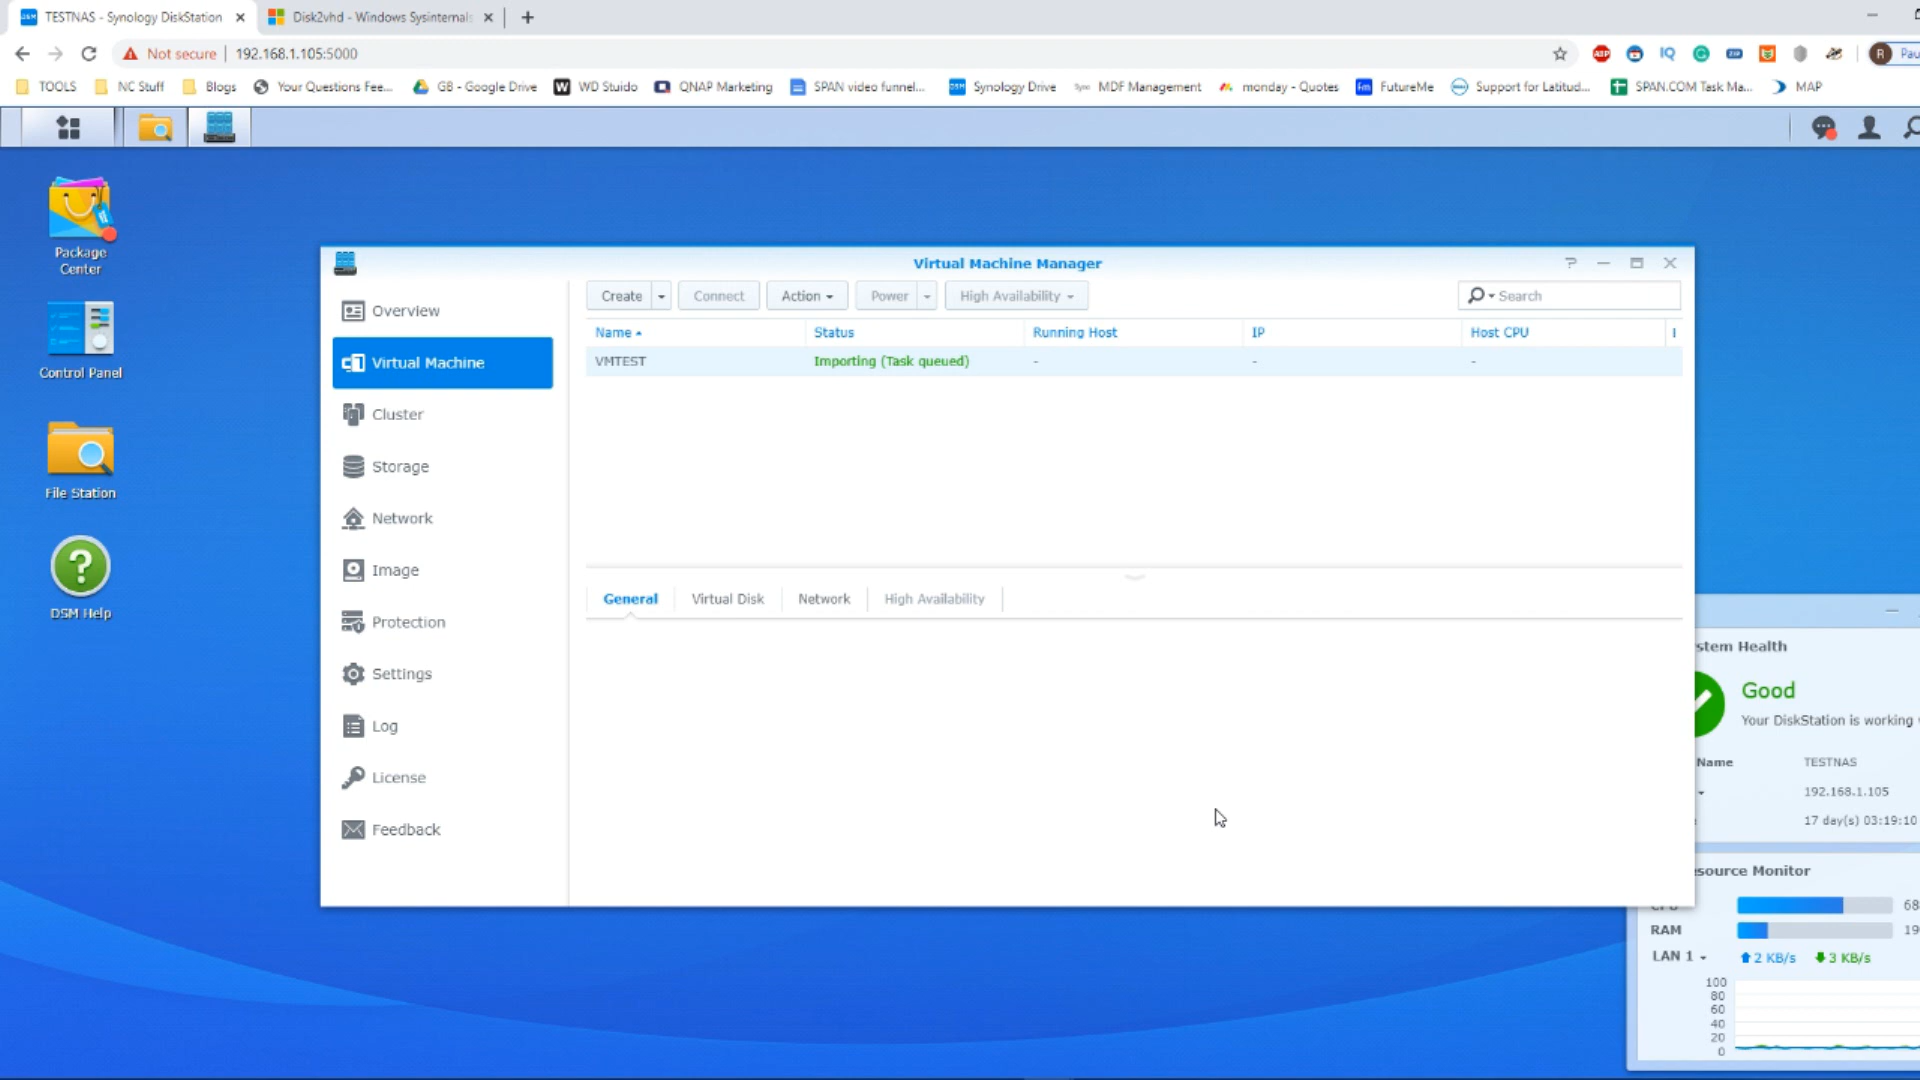 TESTNAS - Synology DiskStation
Disk2vhd - Windows Sysinternals
Not secure | 192.168.1.105:5000
TOOLS
NC Stuff
Blogs
Your Questions Fee...
GB - Google Drive
WD Stuido
QNAP Marketing
SPAN video funnel...
Synology Drive
MDF Management
monday - Quotes
FutureMe
Support for Latitud...
SPAN.COM Task Ma...
MAP
Package
Center
Control Panel
File Station
DSM Help
Virtual Machine Manager
Overview
Virtual Machine
Cluster
Storage
Network
Image
Protection
Settings
Log
License
Feedback
Create
Connect
Action
Power
High Availability
Search
Name
Status
Running Host
IP
Host CPU
VMTEST
Importing (Task queued)
-
-
-
General
Virtual Disk
Network
High Availability
stem Health
Good
Your DiskStation is working
Name
TESTNAS
192.168.1.105
17 day(s) 03:19:10
source Monitor
68
RAM
19
LAN 1
2 KB/s
3 KB/s
100
80
60
40
20
0